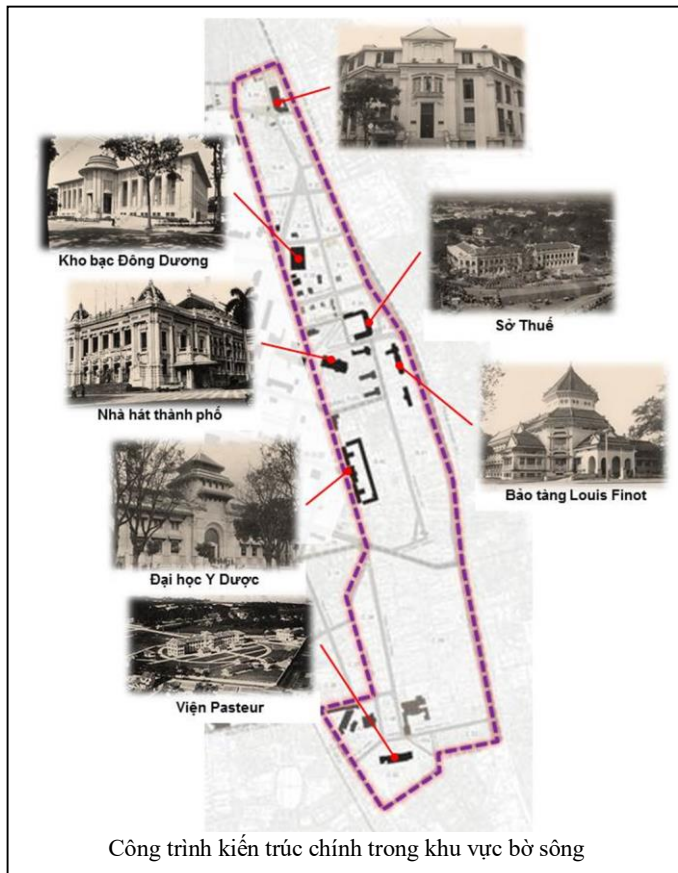 Kho bạc Đông Dương
Sở Thuế
Nhà hát thành phố
Bảo tàng Louis Finot
Đại học Y Dược
Viện Pasteur
Công trình kiến trúc chính trong khu vực bờ sông